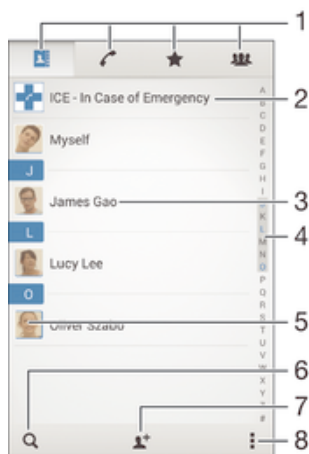 1
ICE - In Case of Emergency
2
Myself
J
James Gao
3
L
Lucy Lee
O
Oliver Szabo
A
B
C
D
E
F
G
H
I
J
K
L
M
N
O
P
Q
R
S
T
U
V
W
X
Y
Z
#
4
5
6
7
8